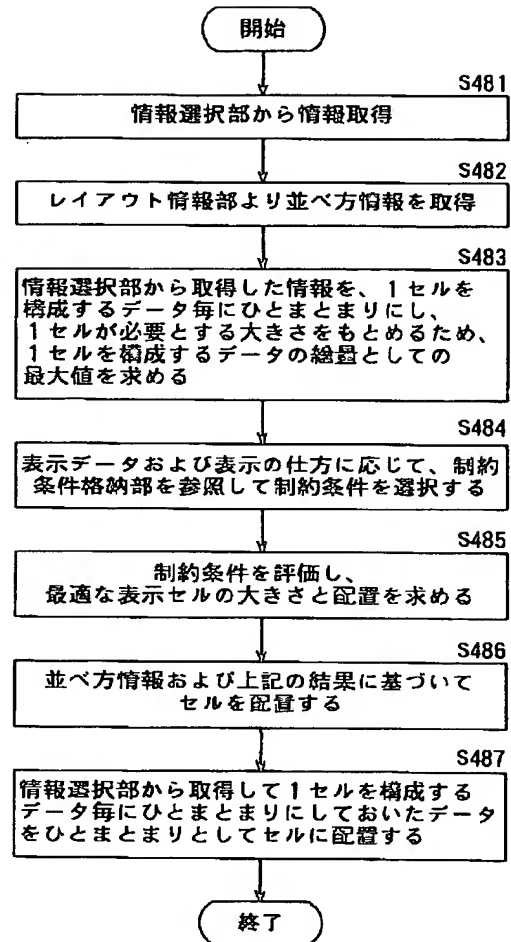 開始
S481
情報選択部から情報取得
S482
レイアウト情報部より並べ方情報を取得
S483
情報選択部から取得した情報を、1セルを
構成するデータ毎にひとまとまりにし、
1セルが必要とする大きさをもとめるため、
1セルを構成するデータの総量としての
最大値を求める
S484
表示データおよび表示の仕方に応じて、制約
条件格納部を参照して制約条件を選択する
S485
制約条件を評価し、
最適な表示セルの大きさと配置を求める
S486
並べ方情報および上記の結果に基づいて
セルを配置する
S487
情報選択部から取得して1セルを構成する
データ毎にひとまとまりにしておいたデータ
をひとまとまりとしてセルに配置する
終了